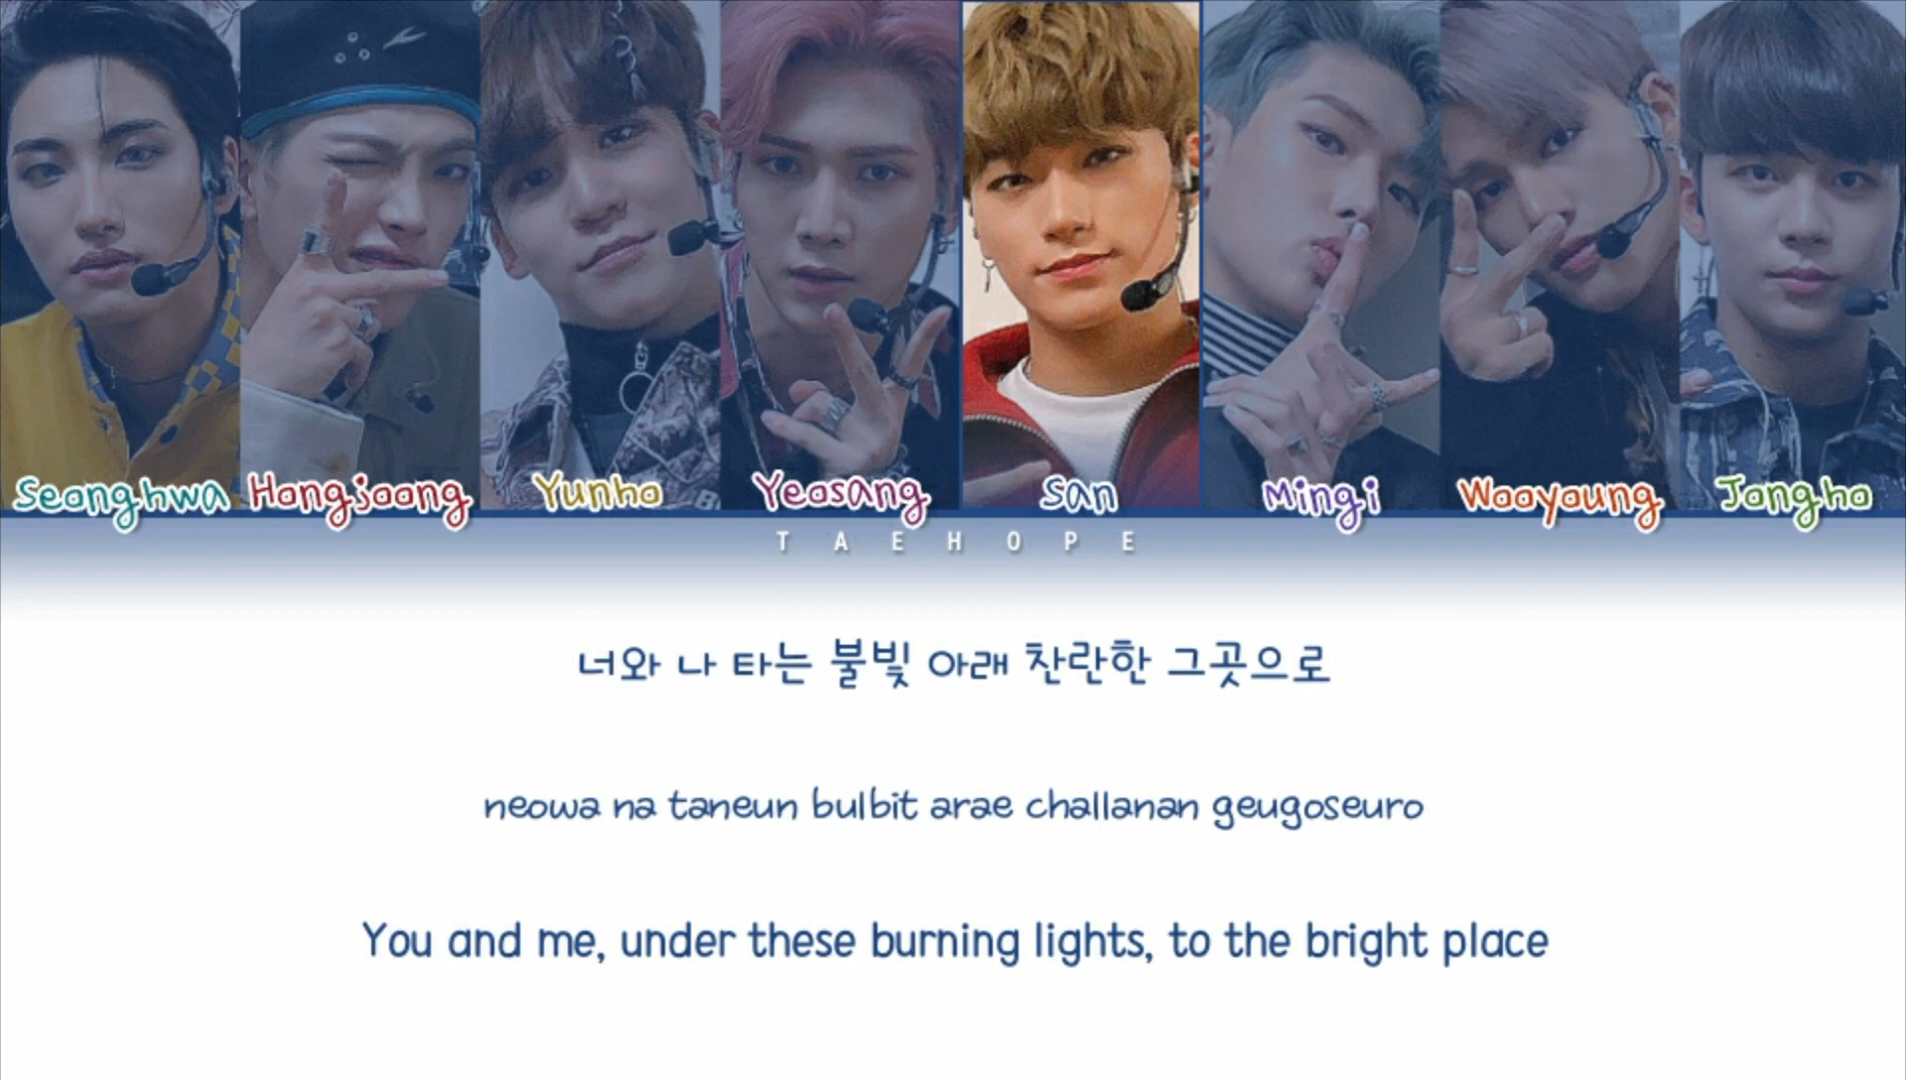 Seonghwa Hongjoong Yunho Yeosang San Mingi Wooyoung Jongho
TAEHOPE
너와 나 타는 불빛 아래 찬란한 그곳으로
neowa na taneun bulbit arae challanan geugoseuro
You and me, under these burning lights, to the bright place